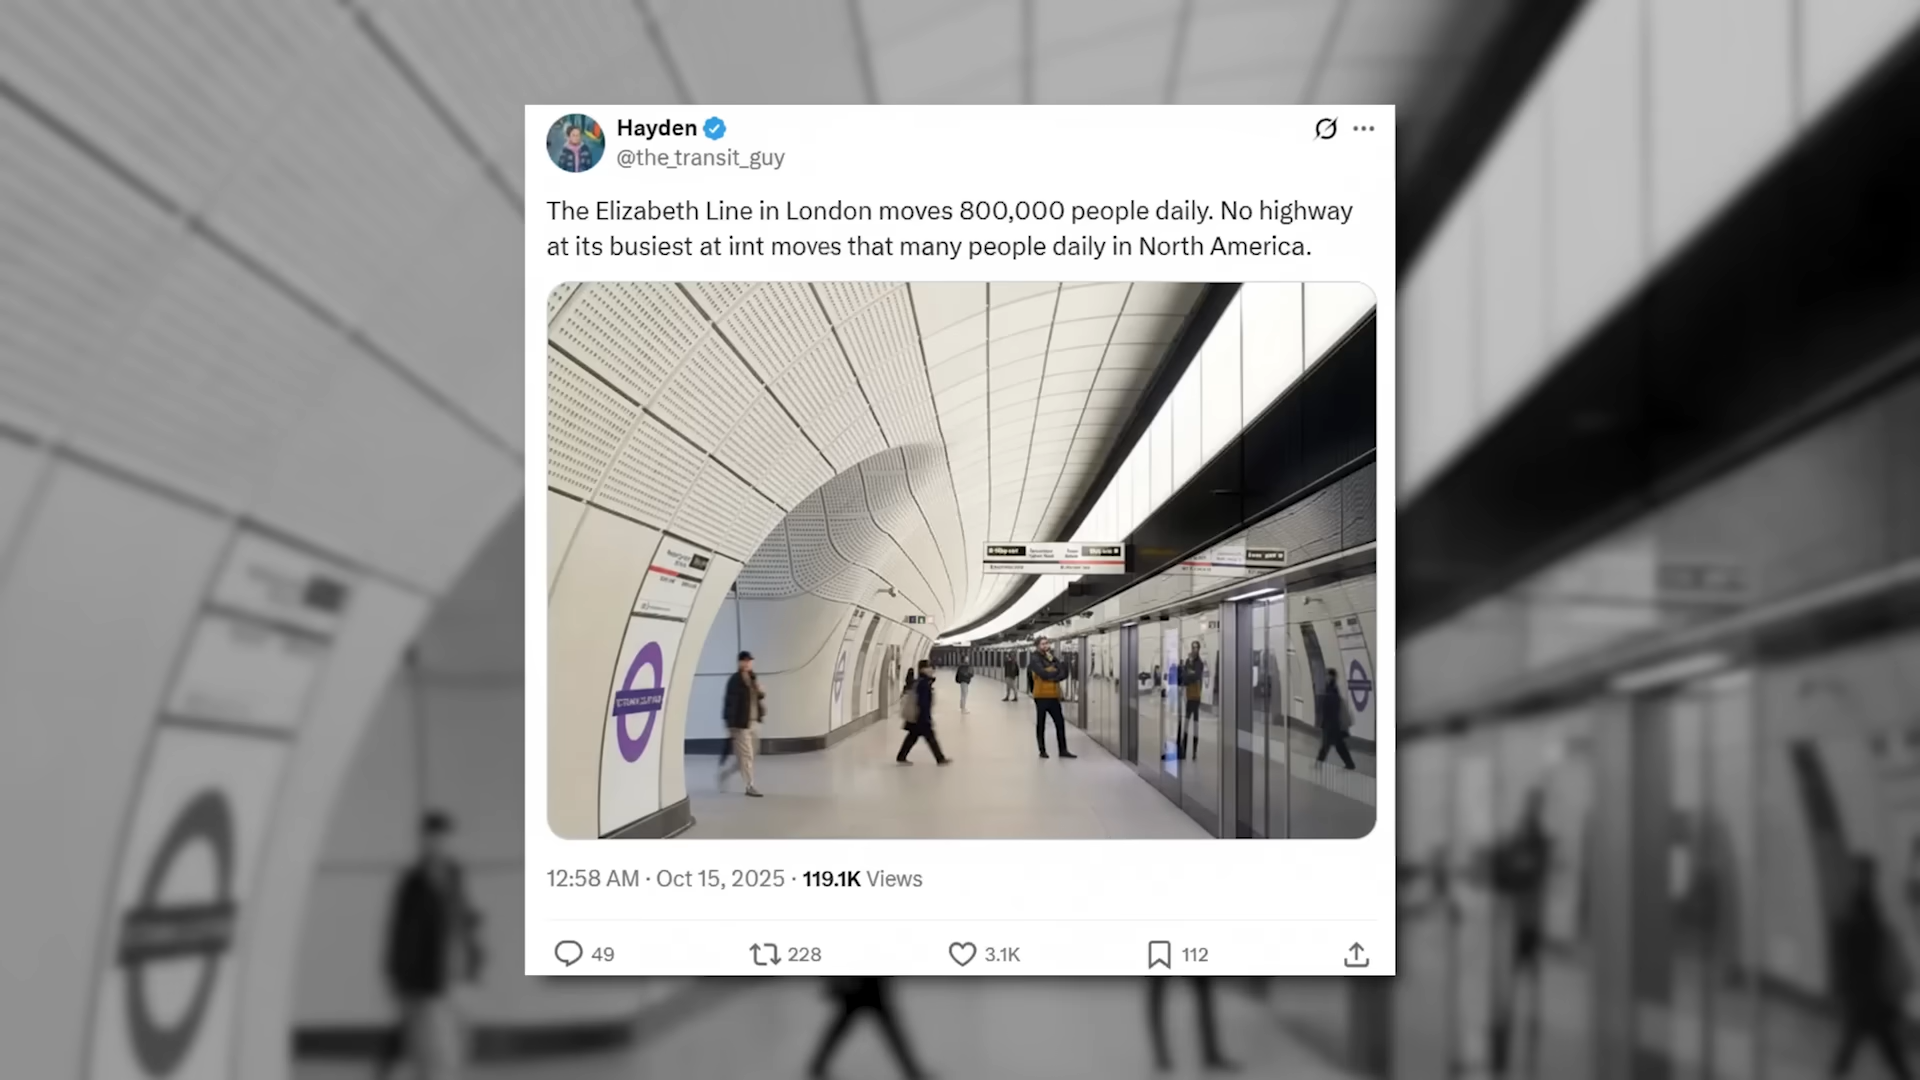 Hayden
@the_transit_guy
The Elizabeth Line in London moves 800,000 people daily. No highway
at its busiest at imt moves that many people daily in North America.
12:58 AM · Oct 15, 2025 · 119.1K Views
49 228 3.1K 112